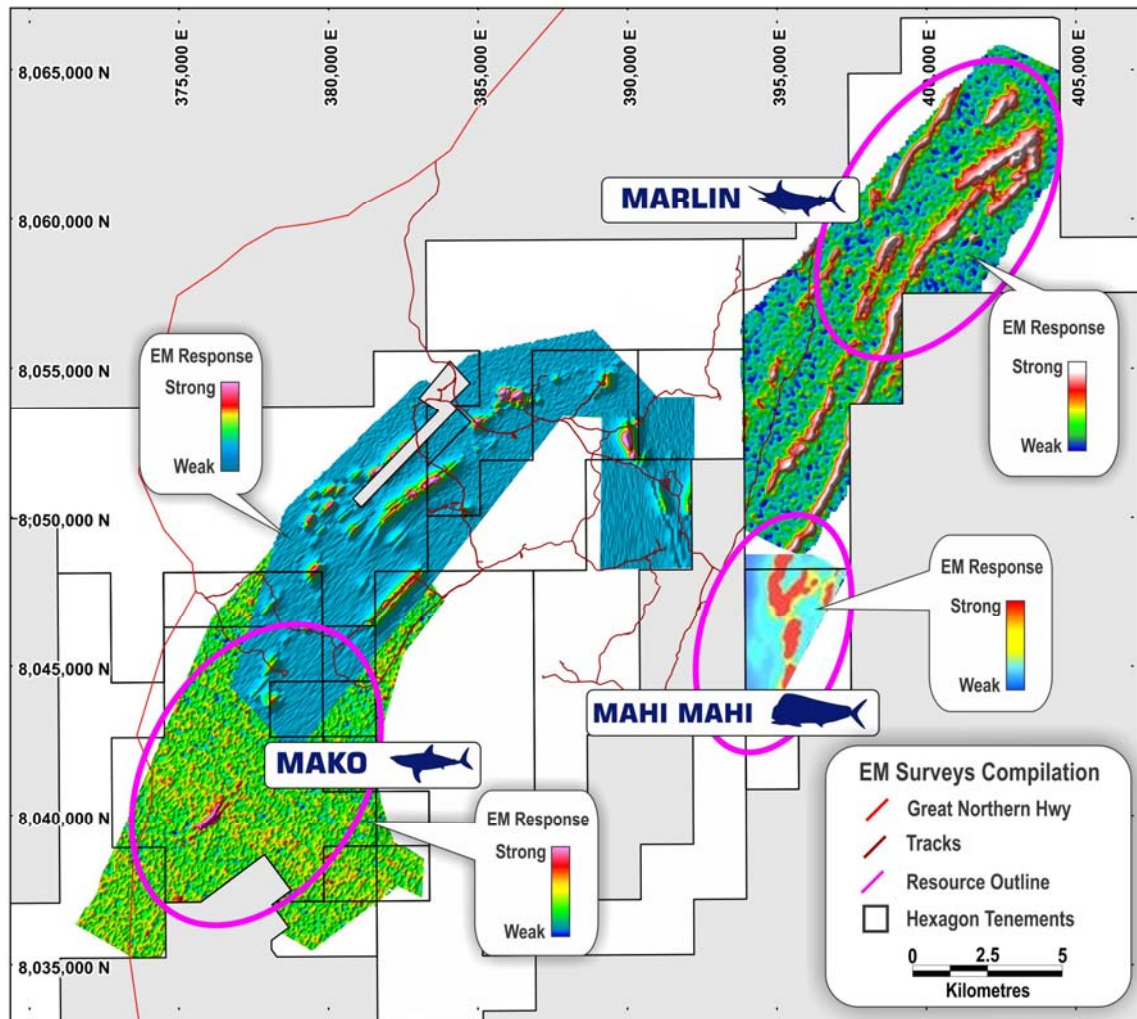 375,000 E
380,000 E
385,000 E
390,000 E
395,000 E
400,000 E
405,000 E
8,065,000 N
8,060,000 N
8,055,000 N
8,050,000 N
8,045,000 N
8,040,000 N
8,035,000 N
MARLIN
EM Response
Strong
Weak
EM Response
Strong
Weak
EM Response
Strong
Weak
MAHI MAHI
MAKO
EM Response
Strong
Weak
EM Surveys Compilation
Great Northern Hwy
Tracks
Resource Outline
Hexagon Tenements
0 2.5 5
Kilometres